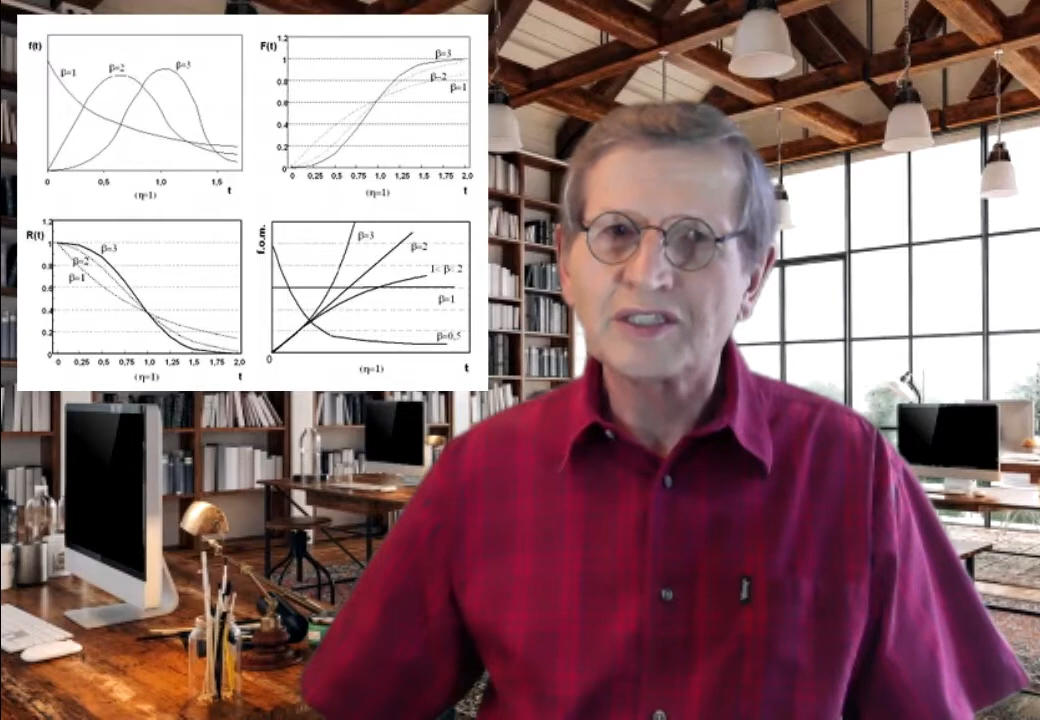 f(t)
β=1
β=2
β=3
0
0,5
1,0
1,5
t
(η=1)
F(t)
1.2
1
0.8
0.6
0.4
0.2
0
β=3
β=2
β=1
0
0,25
0,5
0,75
1,0
1,25
1,5
1,75
2,0
(η=1)
t
R(t)
1.2
1
0.8
0.6
0.4
0.2
0
β=3
β=2
β=1
0
0,25
0,5
0,75
1,0
1,25
1,5
1,75
2,0
(η=1)
t
f.o.m.
β=3
β=2
1< β< 2
β=1
β=0,5
0
(η=1)
t